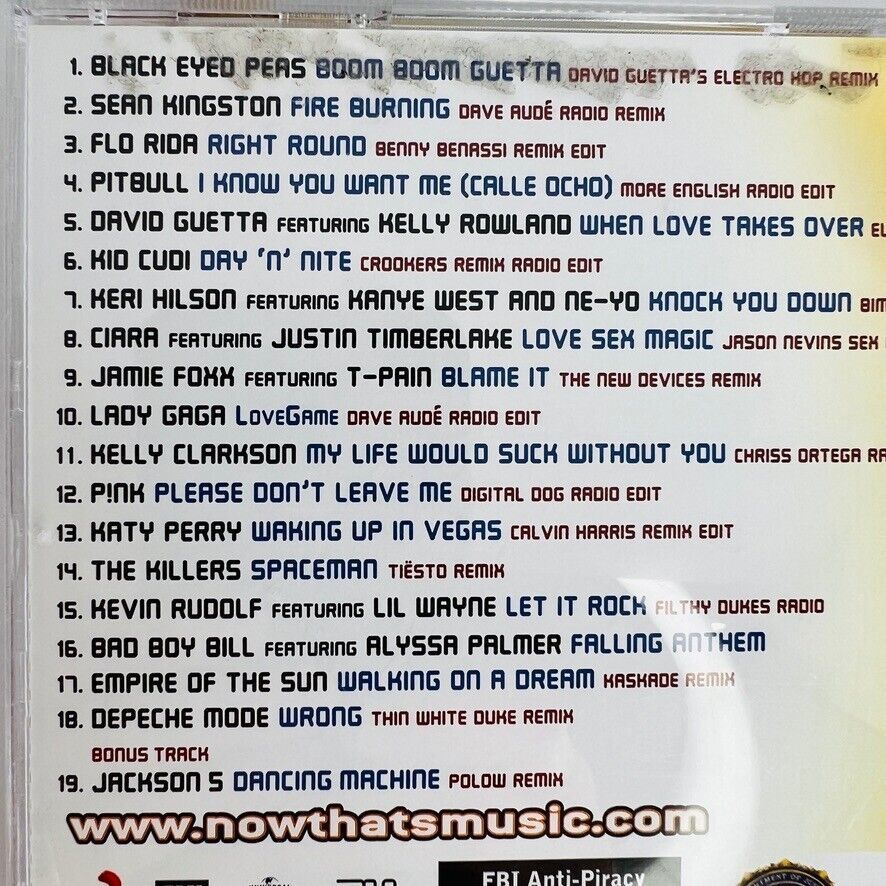 1. BLACK EYED PEAS BOOM BOOM GUETTA DAVID GUETTA'S ELECTRO HOP REMIX
2. SEAN KINGSTON FIRE BURNING DAVE AUDÉ RADIO REMIX
3. FLO RIDA RIGHT ROUND BENNY BENASSI REMIX EDIT
4. PITBULL I KNOW YOU WANT ME (CALLE OCHO) MORE ENGLISH RADIO EDIT
5. DAVID GUETTA FEATURING KELLY ROWLAND WHEN LOVE TAKES OVER EL
6. KID CUDI DAY 'N' NITE CROOKERS REMIX RADIO EDIT
7. KERI HILSON FEATURING KANYE WEST AND NE-YO KNOCK YOU DOWN BIM
8. CIARA FEATURING JUSTIN TIMBERLAKE LOVE SEX MAGIC JASON NEVINS SEX
9. JAMIE FOXX FEATURING T-PAIN BLAME IT THE NEW DEVICES REMIX
10. LADY GAGA LOVEGAME DAVE AUDÉ RADIO EDIT
11. KELLY CLARKSON MY LIFE WOULD SUCK WITHOUT YOU CHRISS ORTEGA RA
12. P!NK PLEASE DON'T LEAVE ME DIGITAL DOG RADIO EDIT
13. KATY PERRY WAKING UP IN VEGAS CALVIN HARRIS REMIX EDIT
14. THE KILLERS SPACEMAN TIËSTO REMIX
15. KEVIN RUDOLF FEATURING LIL WAYNE LET IT ROCK FILTHY DUKES RADIO
16. BAD BOY BILL FEATURING ALYSSA PALMER FALLING ANTHEM
17. EMPIRE OF THE SUN WALKING ON A DREAM KASKADE REMIX
18. DEPECHE MODE WRONG THIN WHITE DUKE REMIX
BONUS TRACK
19. JACKSON 5 DANCING MACHINE POLOW REMIX
www.nowthatsmusic.com
FBI Anti-Piracy